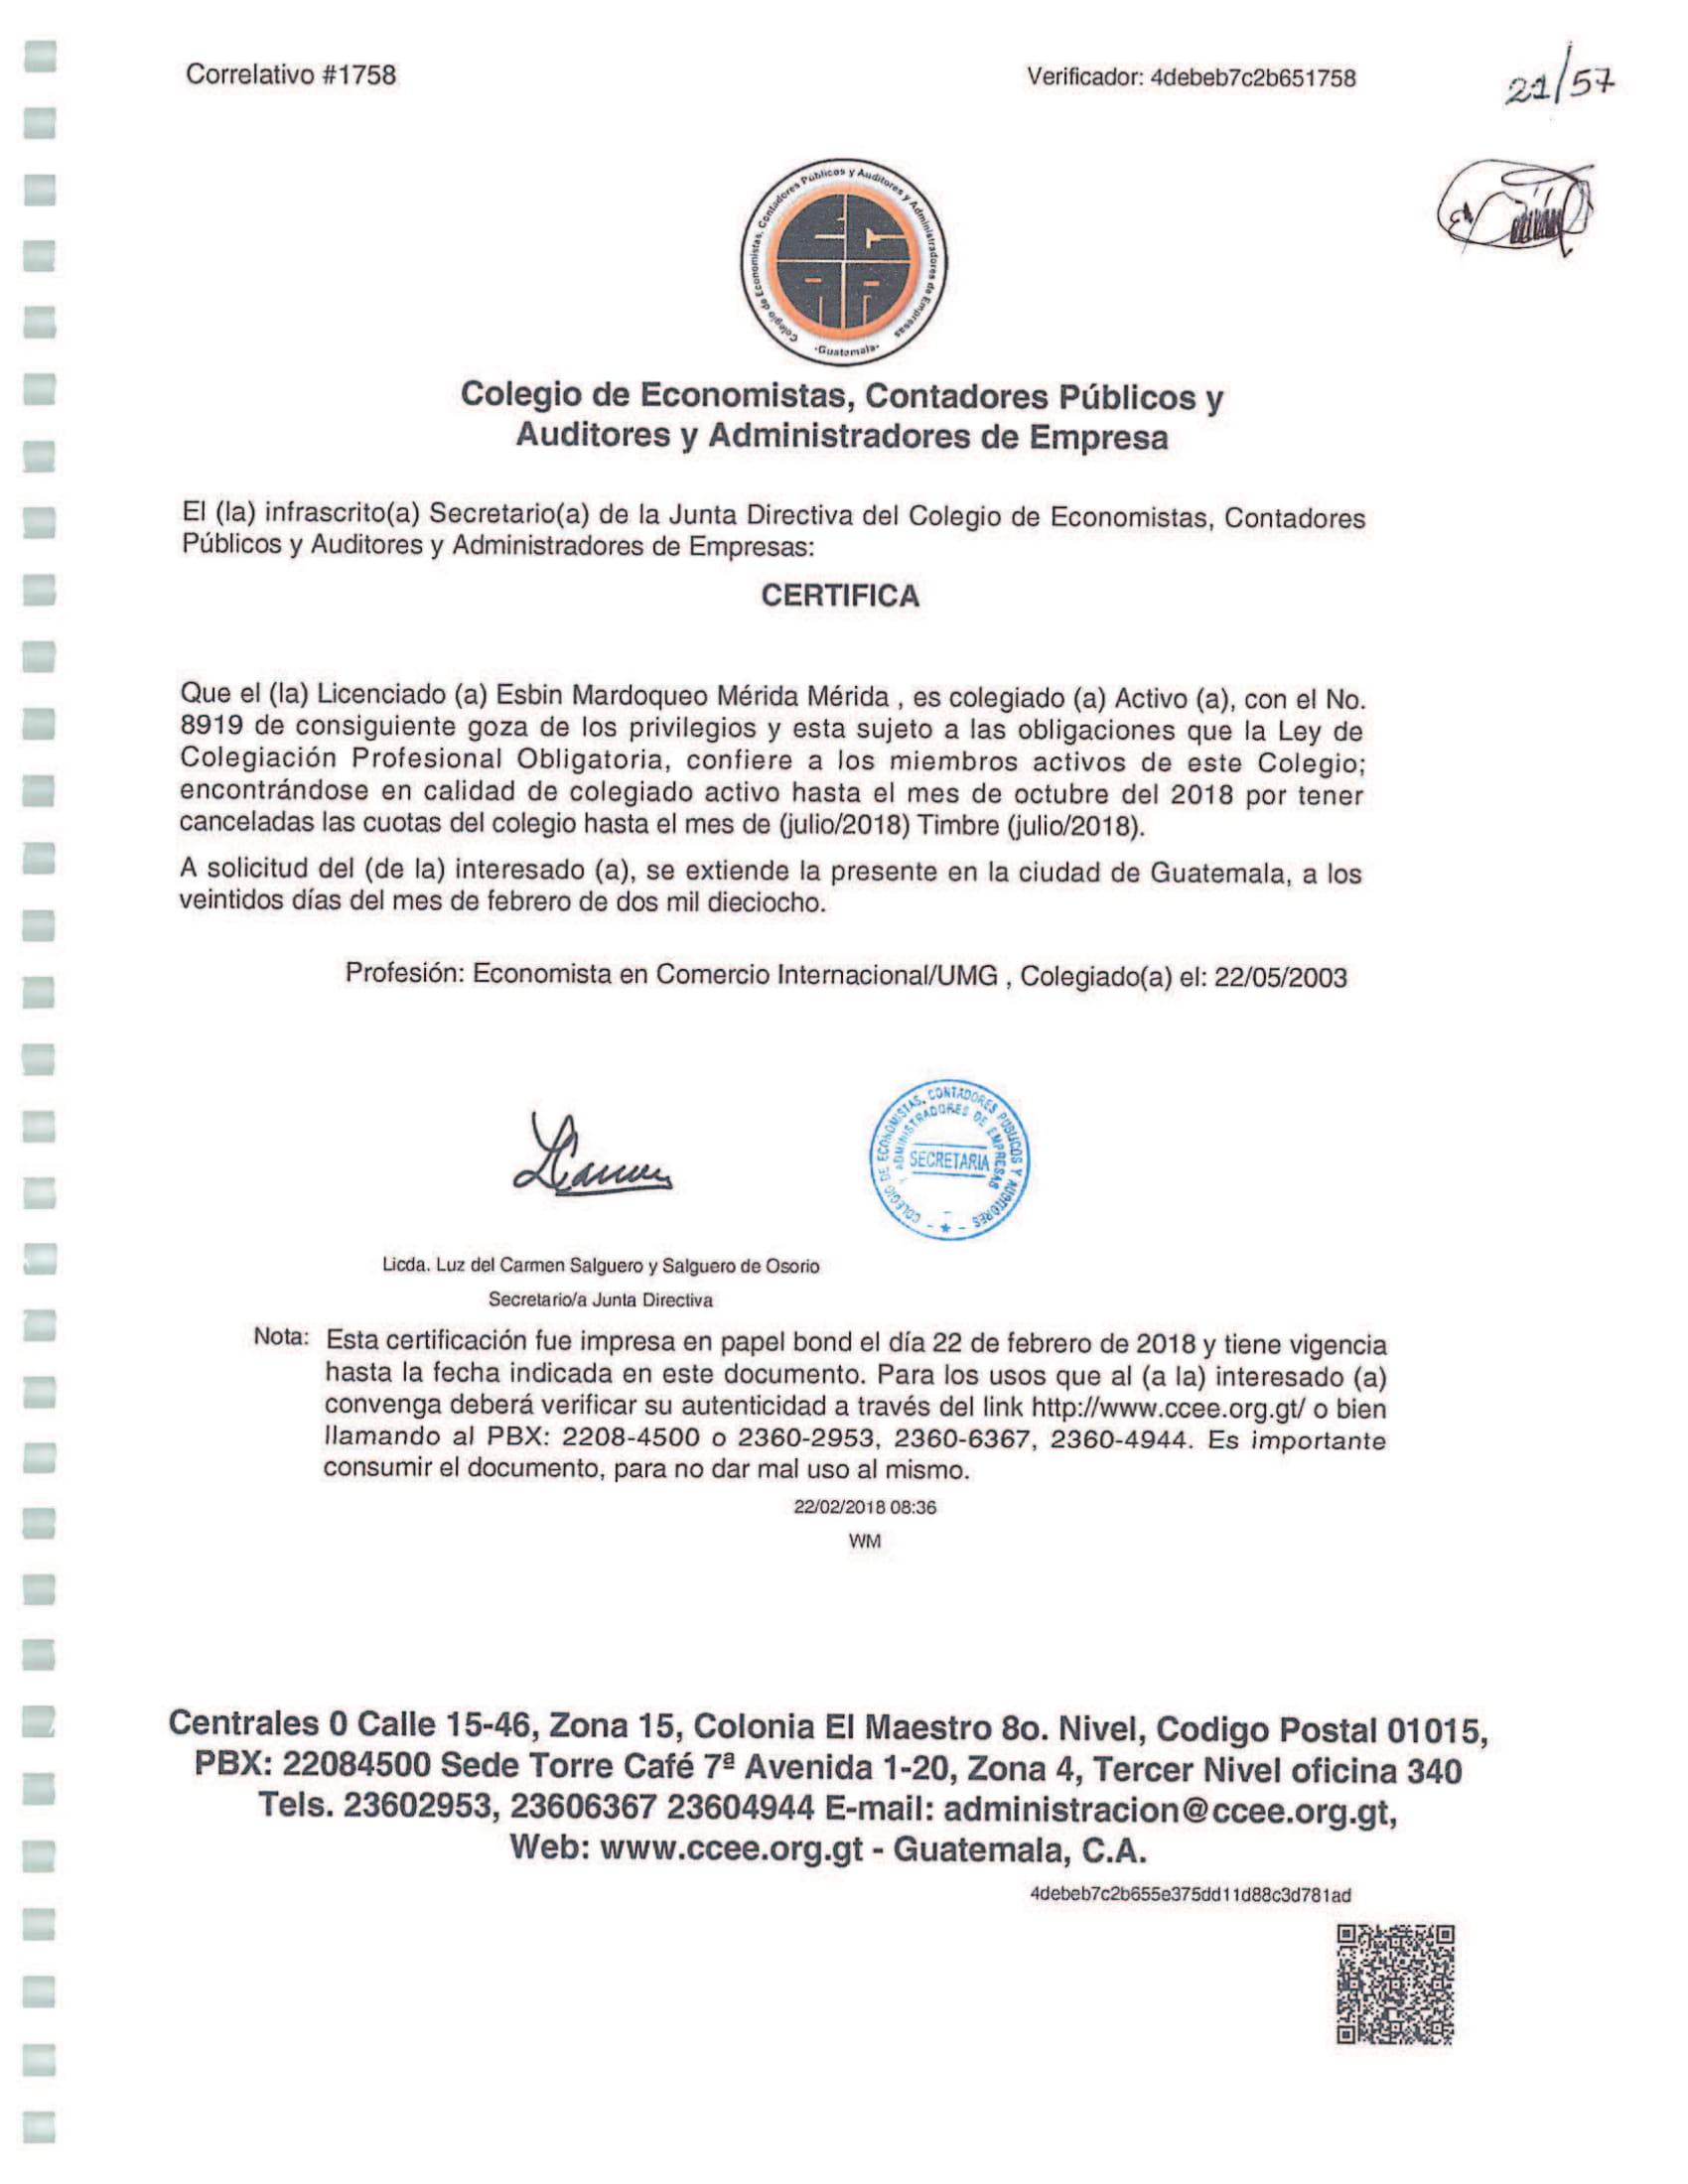 Correlativo #1758
Verificador: 4debeb7c2b651758
21/57
Colegio de Economistas, Contadores Públicos y Auditores y Administradores de Empresas
-Guatemala-
Colegio de Economistas, Contadores Públicos y
Auditores y Administradores de Empresa
El (la) infrascrito(a) Secretario(a) de la Junta Directiva del Colegio de Economistas, Contadores
Públicos y Auditores y Administradores de Empresas:
CERTIFICA
Que el (la) Licenciado (a) Esbin Mardoqueo Mérida Mérida , es colegiado (a) Activo (a), con el No.
8919 de consiguiente goza de los privilegios y esta sujeto a las obligaciones que la Ley de
Colegiación Profesional Obligatoria, confiere a los miembros activos de este Colegio;
encontrándose en calidad de colegiado activo hasta el mes de octubre del 2018 por tener
canceladas las cuotas del colegio hasta el mes de (julio/2018) Timbre (julio/2018).
A solicitud del (de la) interesado (a), se extiende la presente en la ciudad de Guatemala, a los
veintidos días del mes de febrero de dos mil dieciocho.
Profesión: Economista en Comercio Internacional/UMG , Colegiado(a) el: 22/05/2003
COLEGIO DE ECONOMISTAS, CONTADORES PUBLICOS Y AUDITORES
Y ADMINISTRADORES DE EMPRESAS
SECRETARIA
Licda. Luz del Carmen Salguero y Salguero de Osorio
Secretario/a Junta Directiva
Nota: Esta certificación fue impresa en papel bond el día 22 de febrero de 2018 y tiene vigencia
hasta la fecha indicada en este documento. Para los usos que al (a la) interesado (a)
convenga deberá verificar su autenticidad a través del link http://www.ccee.org.gt/ o bien
llamando al PBX: 2208-4500 o 2360-2953, 2360-6367, 2360-4944. Es importante
consumir el documento, para no dar mal uso al mismo.
22/02/2018 08:36
WM
Centrales 0 Calle 15-46, Zona 15, Colonia El Maestro 8o. Nivel, Codigo Postal 01015,
PBX: 22084500 Sede Torre Café 7ª Avenida 1-20, Zona 4, Tercer Nivel oficina 340
Tels. 23602953, 23606367 23604944 E-mail: administracion@ccee.org.gt,
Web: www.ccee.org.gt - Guatemala, C.A.
4debeb7c2b655e375dd11d88c3d781ad